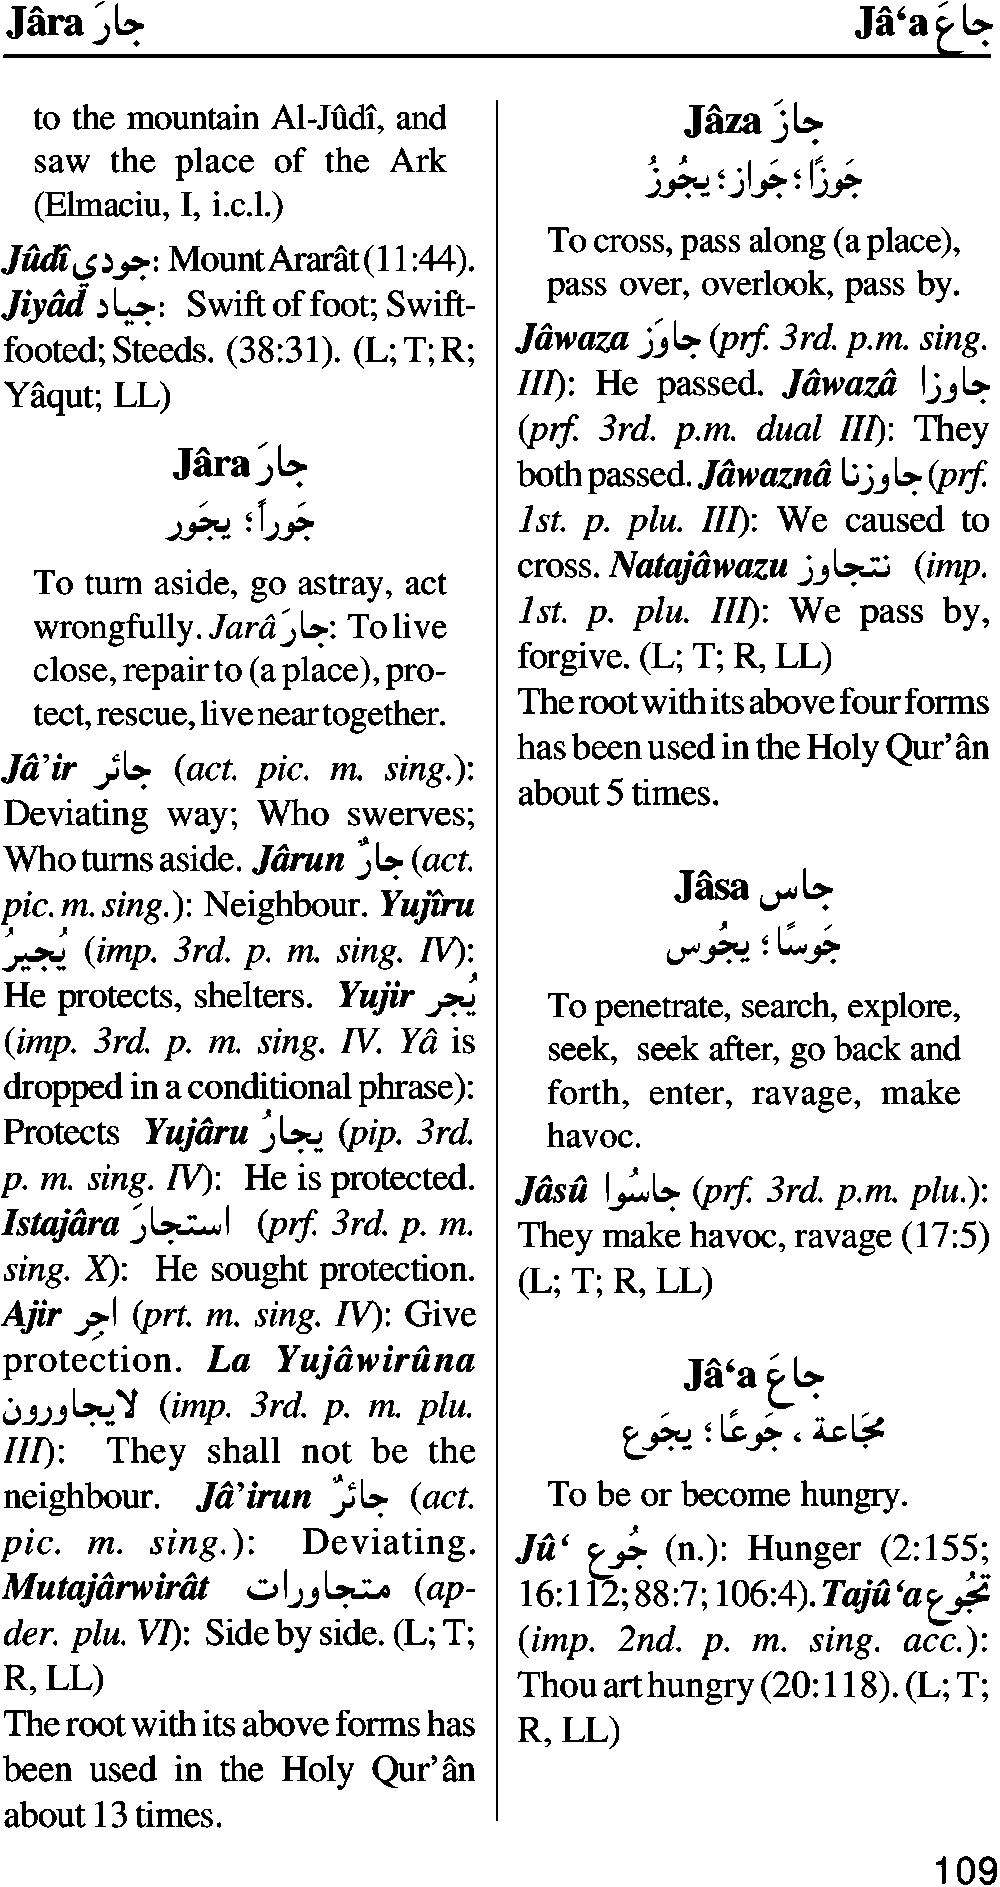 Jâra جارَ
Jâ‘a جاعَ
to the mountain Al-Jûdî, and
saw the place of the Ark
(Elmaciu, I, i.c.l.)
Jûdî جودي: Mount Ararât (11:44).
Jiyâd جياد: Swift of foot; Swift-
footed; Steeds. (38:31). (L; T; R;
Yâqut; LL)
Jâra جارَ
جَوراً؛ يجَور
To turn aside, go astray, act
wrongfully. Jarâ جارَ: To live
close, repair to (a place), pro-
tect, rescue, live near together.
Jâ’ir جائر (act. pic. m. sing.):
Deviating way; Who swerves;
Who turns aside. Jârun جارٌ (act.
pic. m. sing.): Neighbour. Yujîru
يُجيرُ (imp. 3rd. p. m. sing. IV):
He protects, shelters. Yujir يُجر
(imp. 3rd. p. m. sing. IV. Yâ is
dropped in a conditional phrase):
Protects Yujâru يجارُ (pip. 3rd.
p. m. sing. IV): He is protected.
Istajâra استجارَ (prf. 3rd. p. m.
sing. X): He sought protection.
Ajir اجِر (prt. m. sing. IV): Give
protection. La Yujâwirûna
لايجاورون (imp. 3rd. p. m. plu.
III): They shall not be the
neighbour. Jâ’irun جائرٌ (act.
pic. m. sing.): Deviating.
Mutajârwirât متجاورات (ap-
der. plu. VI): Side by side. (L; T;
R, LL)
The root with its above forms has
been used in the Holy Qur’ân
about 13 times.
Jâza جازَ
جَوزًا؛ جَواز؛ يجُوزُ
To cross, pass along (a place),
pass over, overlook, pass by.
Jâwaza جاوَز (prf. 3rd. p.m. sing.
III): He passed. Jâwazâ جاوزا
(prf. 3rd. p.m. dual III): They
both passed. Jâwaznâ جاوزنا (prf.
1st. p. plu. III): We caused to
cross. Natajâwazu نتجاوز (imp.
1st. p. plu. III): We pass by,
forgive. (L; T; R, LL)
The root with its above four forms
has been used in the Holy Qur’ân
about 5 times.
Jâsa جاس
جَوسًا؛ يجُوس
To penetrate, search, explore,
seek, seek after, go back and
forth, enter, ravage, make
havoc.
Jâsû جاسُوا (prf. 3rd. p.m. plu.):
They make havoc, ravage (17:5)
(L; T; R, LL)
Jâ‘a جاعَ
مجَاعة ، جَوعًا؛ يجَوع
To be or become hungry.
Jû‘ جُوع (n.): Hunger (2:155;
16:112; 88:7; 106:4). Tajû‘a تجُوع
(imp. 2nd. p. m. sing. acc.):
Thou art hungry (20:118). (L; T;
R, LL)
109